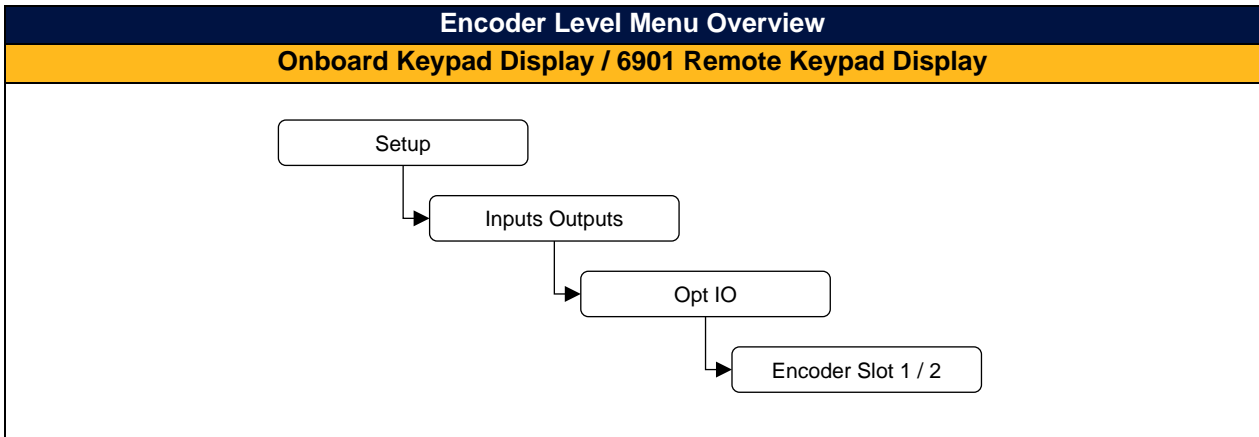 Encoder Level Menu Overview
Onboard Keypad Display / 6901 Remote Keypad Display
Setup
Inputs Outputs
Opt IO
Encoder Slot 1 / 2